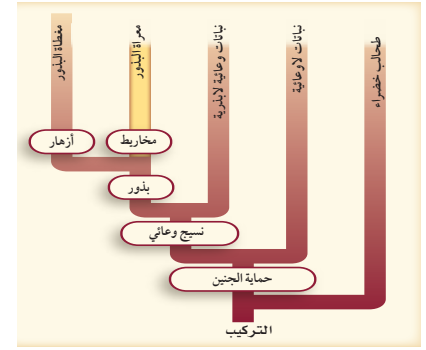 طحالب خضراء
نباتات لاوعائية
نباتات وعائية لابذرية
معراة البذور
مغطاة البذور
مخاريط
أزهار
بذور
نسيج وعائي
حماية الجنين
التركيب